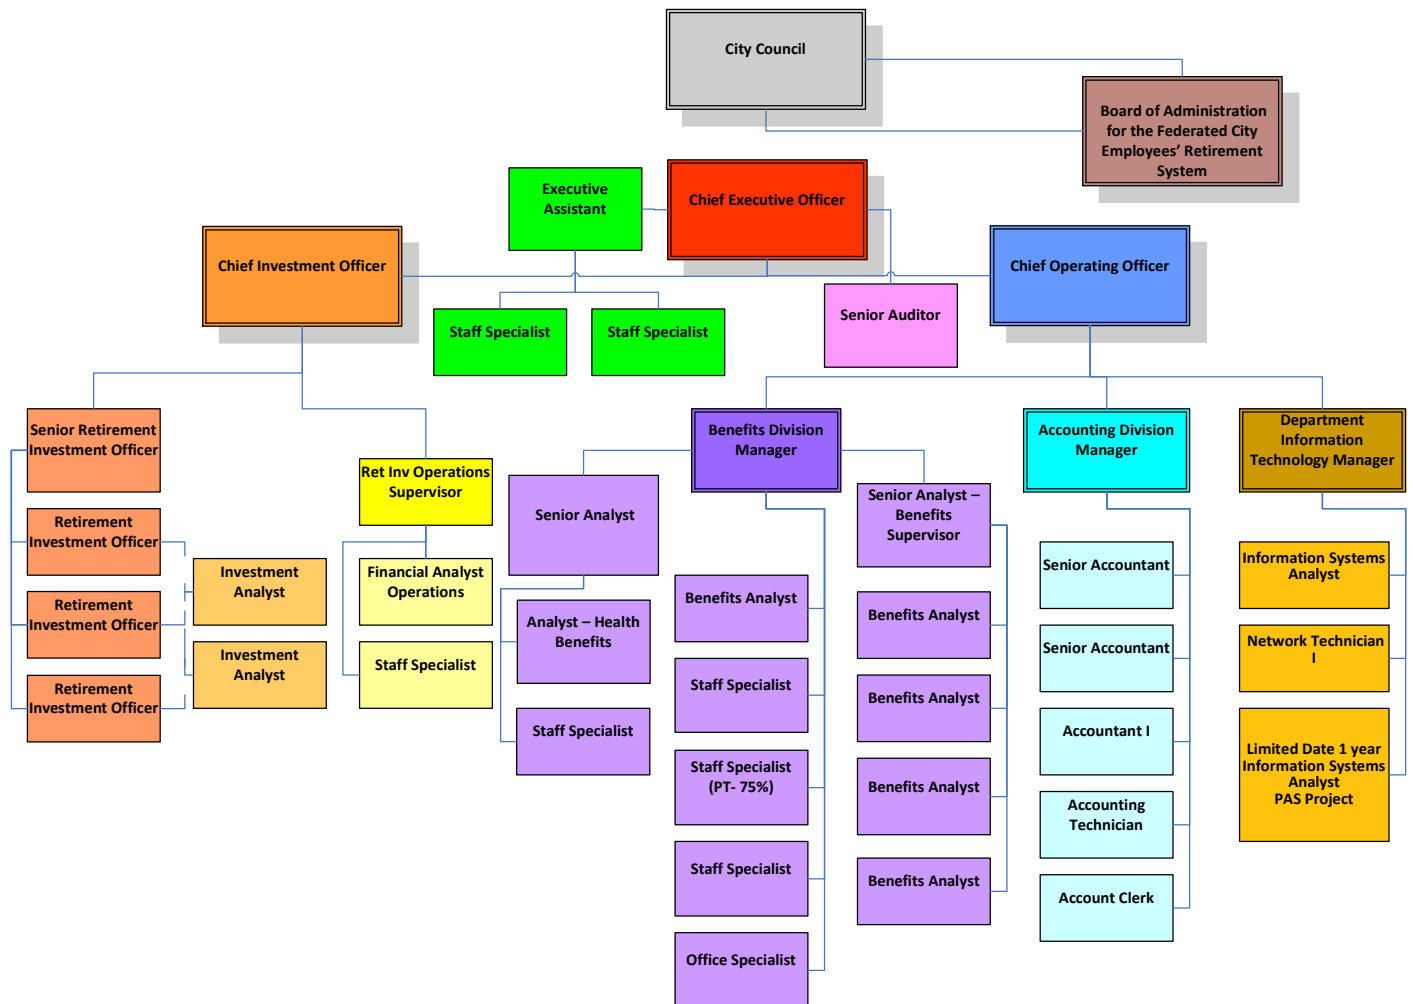 City Council
Board of Administration
for the Federated City
Employees’ Retirement
System
Executive
Assistant
Chief Executive Officer
Chief Investment Officer
Chief Operating Officer
Staff Specialist
Staff Specialist
Senior Auditor
Senior Retirement
Investment Officer
Retirement
Investment Officer
Retirement
Investment Officer
Retirement
Investment Officer
Investment
Analyst
Investment
Analyst
Ret Inv Operations
Supervisor
Financial Analyst
Operations
Staff Specialist
Benefits Division
Manager
Senior Analyst
Analyst – Health
Benefits
Staff Specialist
Benefits Analyst
Staff Specialist
Staff Specialist
(PT- 75%)
Staff Specialist
Office Specialist
Senior Analyst –
Benefits
Supervisor
Benefits Analyst
Benefits Analyst
Benefits Analyst
Benefits Analyst
Accounting Division
Manager
Senior Accountant
Senior Accountant
Accountant I
Accounting
Technician
Account Clerk
Department
Information
Technology Manager
Information Systems
Analyst
Network Technician
I
Limited Date 1 year
Information Systems
Analyst
PAS Project